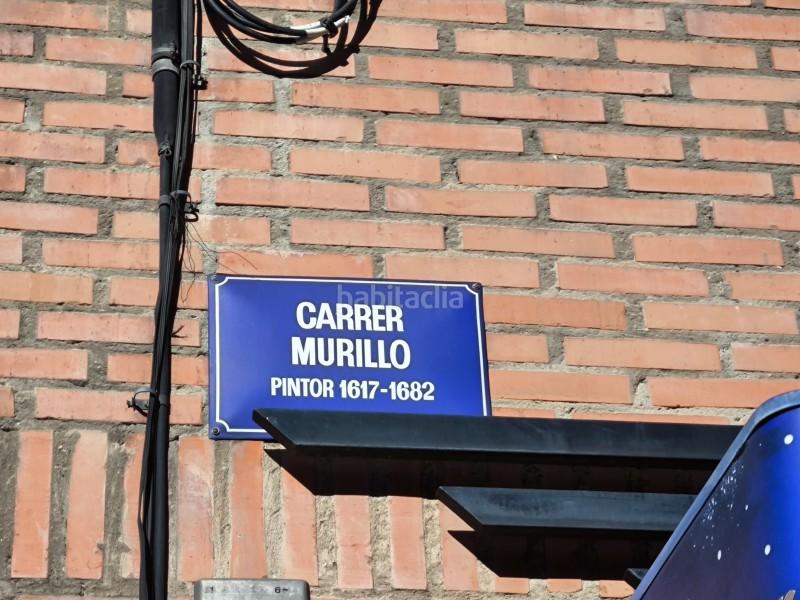 habitaclia
CARRER
MURILLO
PINTOR 1617-1682